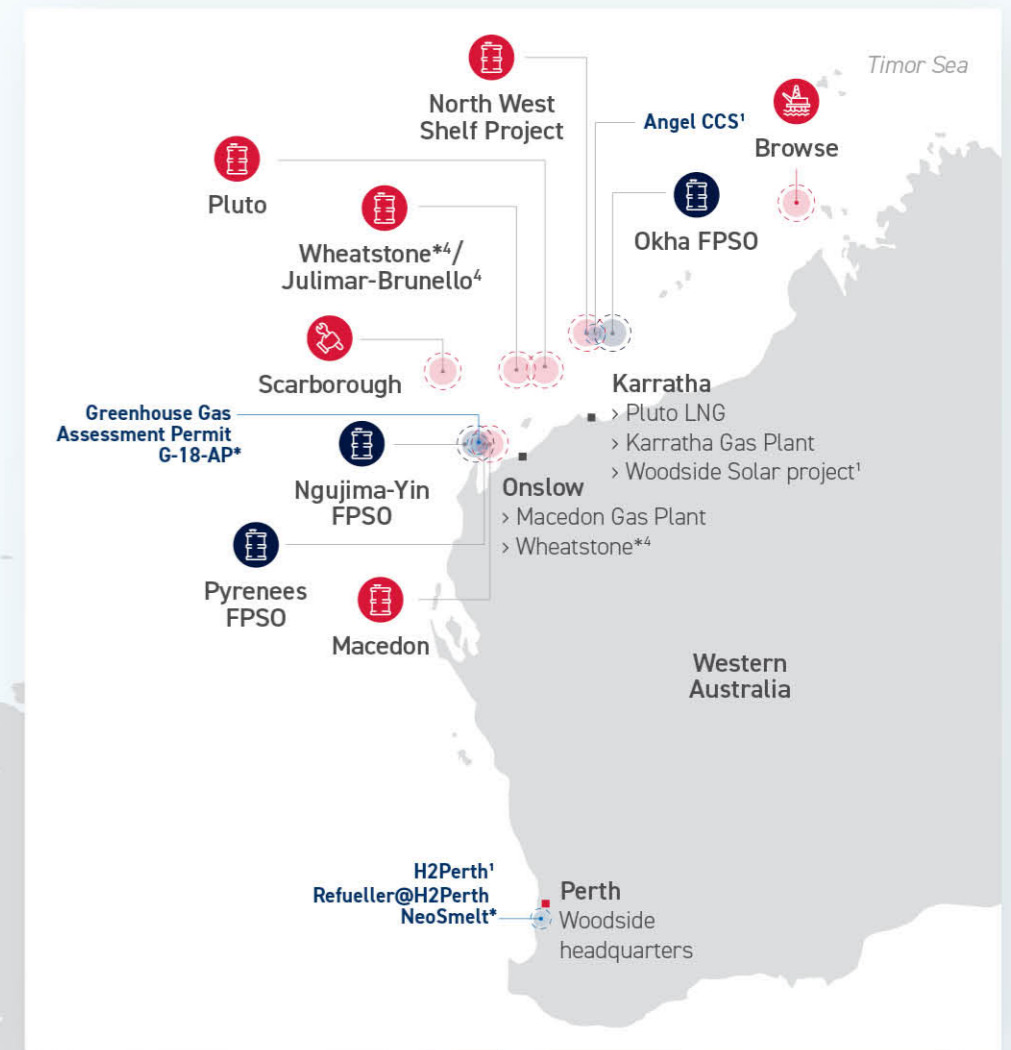 Timor Sea
North West
Shelf Project
Angel CCS¹
Browse
Pluto
Okha FPSO
Wheatstone*⁴/
Julimar-Brunello⁴
Scarborough
Karratha
> Pluto LNG
> Karratha Gas Plant
> Woodside Solar project¹
Greenhouse Gas
Assessment Permit
G-18-AP*
Ngujima-Yin
FPSO
Onslow
> Macedon Gas Plant
> Wheatstone*⁴
Pyrenees
FPSO
Macedon
Western
Australia
H2Perth¹
Refueller@H2Perth
NeoSmelt*
Perth
Woodside
headquarters